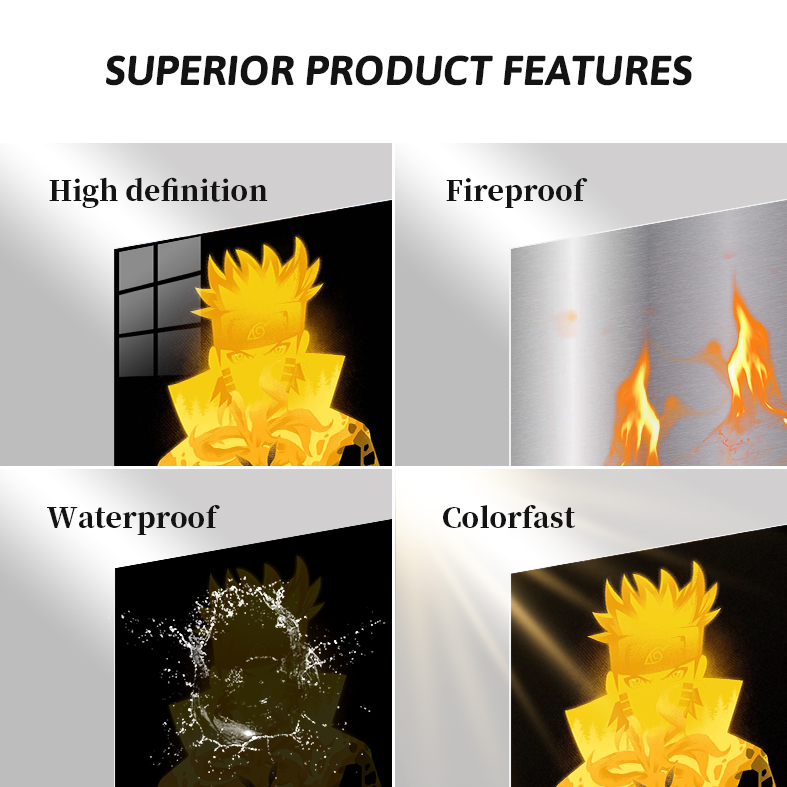 SUPERIOR PRODUCT FEATURES
High definition
Fireproof
Waterproof
Colorfast